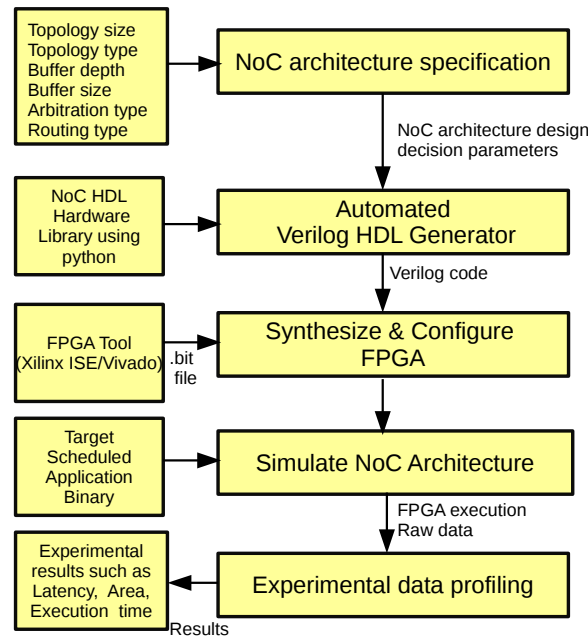 Topology size
Topology type
Buffer depth
Buffer size
Arbitration type
Routing type
NoC architecture specification
NoC architecture design
decision parameters
NoC HDL
Hardware
Library using
python
Automated
Verilog HDL Generator
Verilog code
FPGA Tool
(Xilinx ISE/Vivado)
.bit
file
Synthesize & Configure
FPGA
Target
Scheduled
Application
Binary
Simulate NoC Architecture
FPGA execution
Raw data
Experimental
results such as
Latency, Area,
Execution time
Experimental data profiling
Results